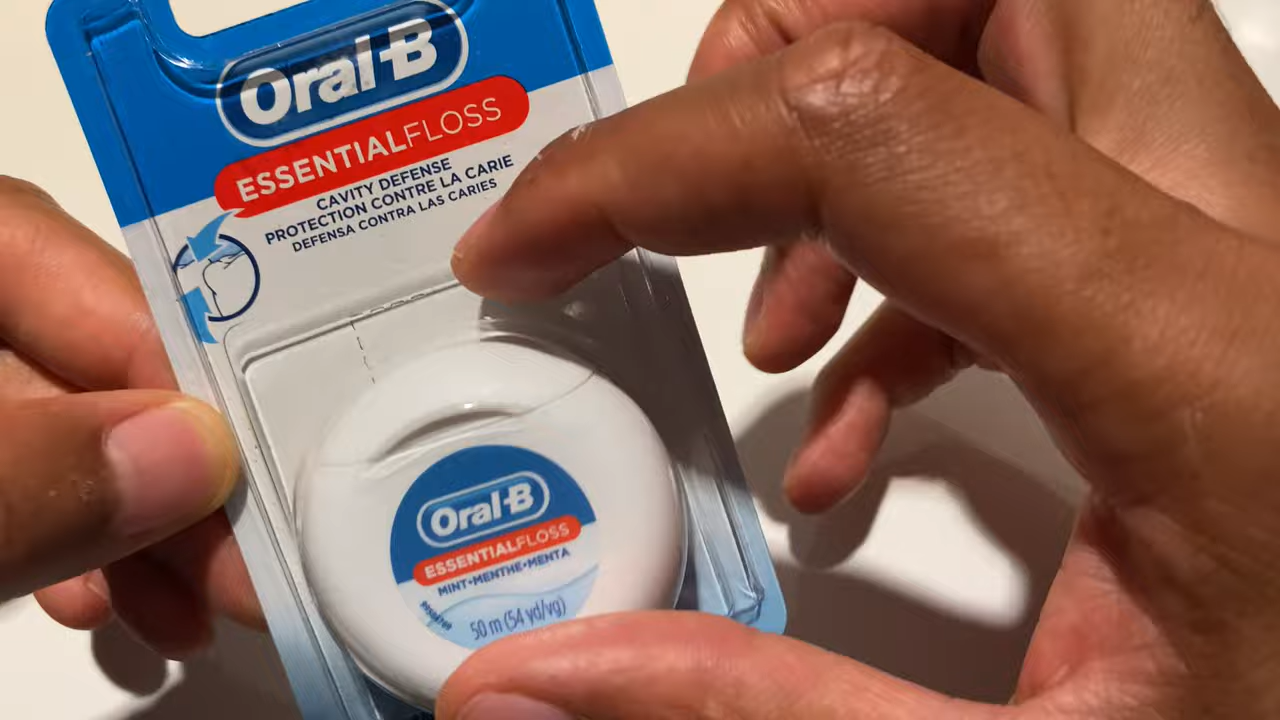 Oral-B
ESSENTIALFLOSS
CAVITY DEFENSE
PROTECTION CONTRE LA CARIE
DEFENSA CONTRA LAS CARIES
Oral-B
ESSENTIALFLOSS
MINT•MENTHE•MENTA
50 m (54 yd/vg)